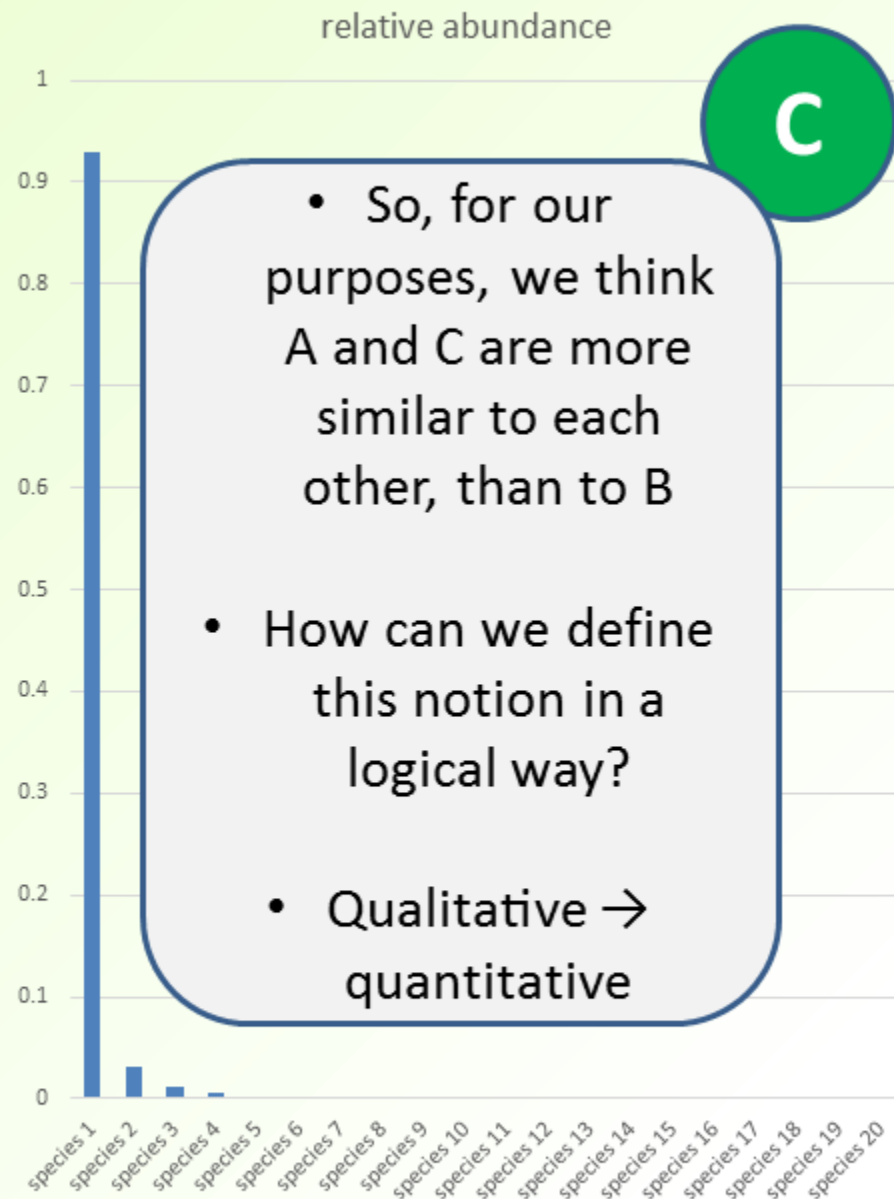 relative abundance
C
1
0.9
0.8
0.7
0.6
0.5
0.4
0.3
0.2
0.1
0
• So, for our
purposes, we think
A and C are more
similar to each
other, than to B
• How can we define
this notion in a
logical way?
• Qualitative →
quantitative
species 1
species 2
species 3
species 4
species 5
species 6
species 7
species 8
species 9
species 10
species 11
species 12
species 13
species 14
species 15
species 16
species 17
species 18
species 19
species 20